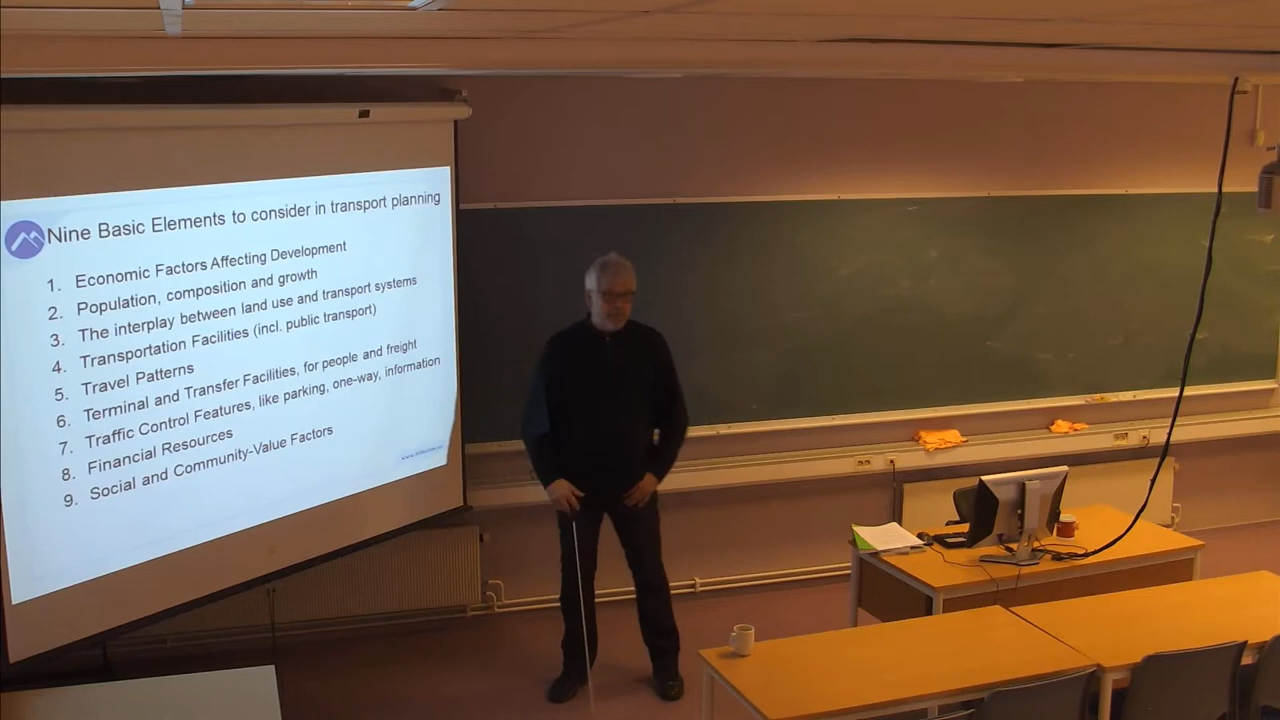 Nine Basic Elements to consider in transport planning
1. Economic Factors Affecting Development
2. Population, composition and growth
3. The interplay between land use and transport systems
4. Transportation Facilities (incl. public transport)
5. Travel Patterns
6. Terminal and Transfer Facilities, for people and freight
7. Traffic Control Features, like parking, one-way, information
8. Financial Resources
9. Social and Community-Value Factors